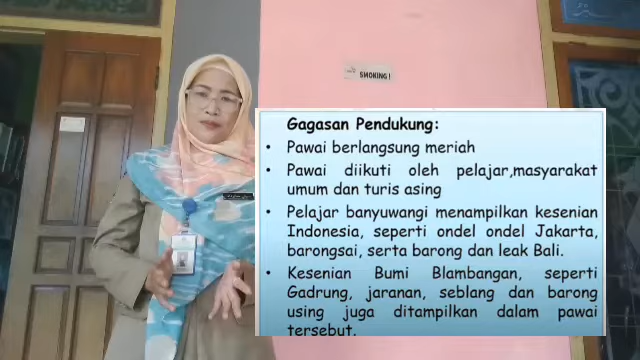 SMOKING!
Gagasan Pendukung:
• Pawai berlangsung meriah
• Pawai diikuti oleh pelajar,masyarakat
umum dan turis asing
• Pelajar banyuwangi menampilkan kesenian
Indonesia, seperti ondel ondel Jakarta,
barongsai, serta barong dan leak Bali.
• Kesenian Bumi Blambangan, seperti
Gadrung, jaranan, seblang dan barong
using juga ditampilkan dalam pawai
tersebut.